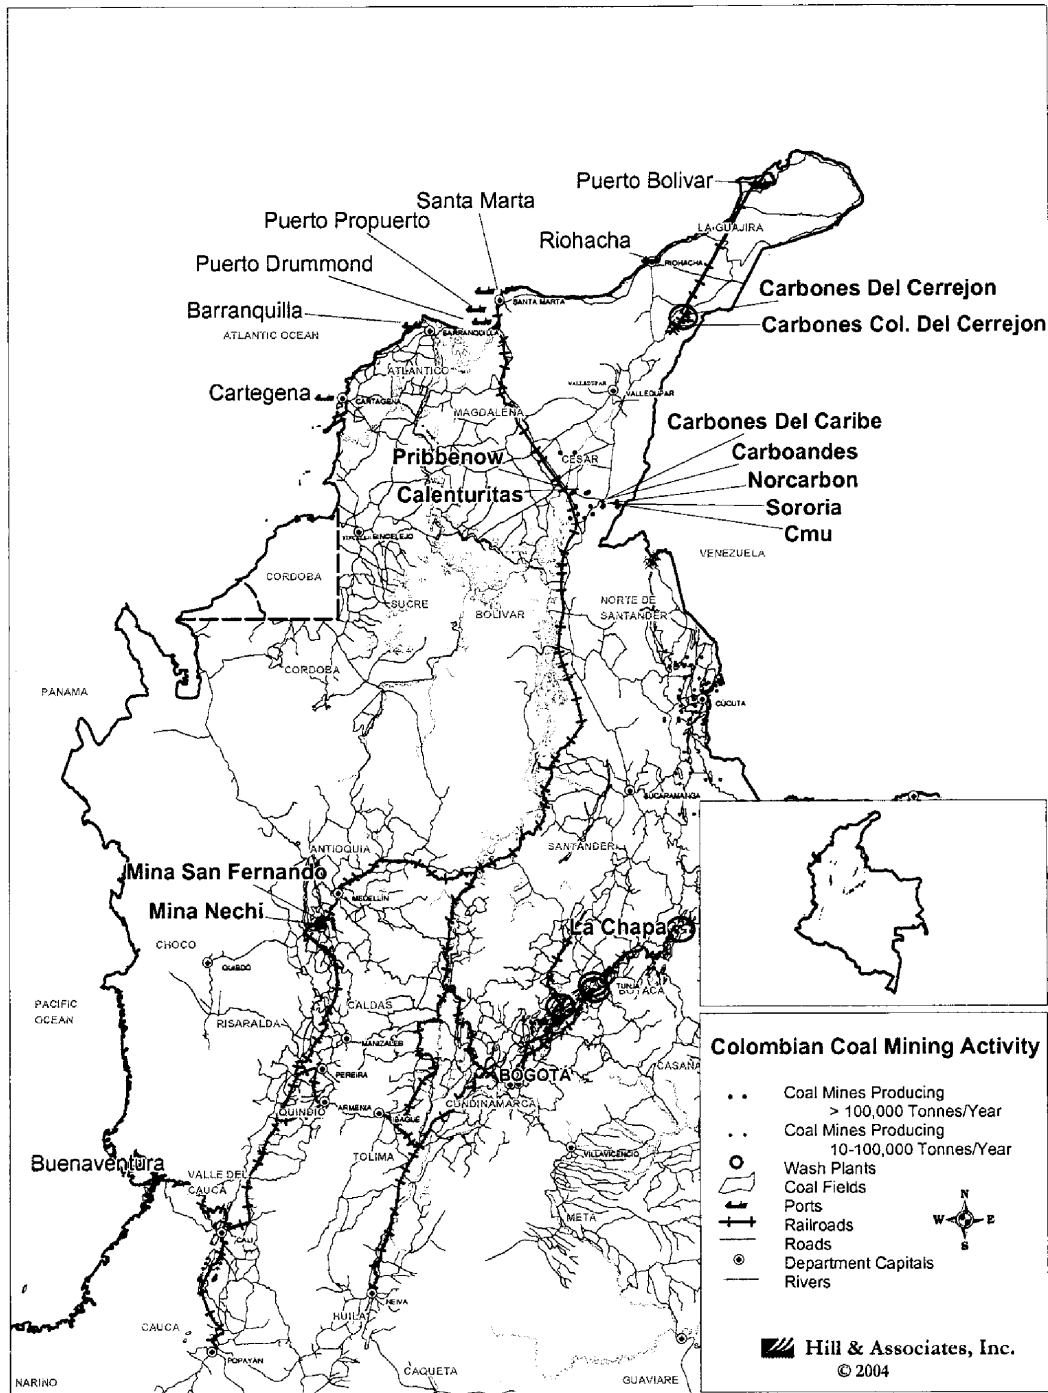 Puerto Bolivar
Santa Marta
Puerto Propuerto
LA GUAJIRA
Riohacha
RIOHACHA
Puerto Drummond
Carbones Del Cerrejon
SANTA MARTA
Barranquilla
Carbones Col. Del Cerrejon
ATLANTIC OCEAN
BARRANQUILLA
ATLANTICO
VALLEDUPAR
VALLEDUPAR
Cartegena
CARTAGENA
MAGDALENA
Carbones Del Caribe
Pribbenow
CESAR
Carboandes
Calenturitas
Norcarbon
Sororia
Cmu
SINCELEJO
VENEZUELA
CORDOBA
SUCRE
BOLIVAR
NORTE DE
SANTANDER
CORDOBA
PANAMA
CUCUTA
BUCARAMANGA
ANTIOQUIA
SANTANDER
Mina San Fernando
MEDELLIN
Mina Nechi
La Chapa
CHOCO
QUIBDO
TUNJA
BOYACA
PACIFIC
OCEAN
CALDAS
RISARALDA
MANIZALES
Colombian Coal Mining Activity
PEREIRA
BOGOTA
CASANA
QUINDIO
ARMENIA
IBAGUE
CUNDINAMARCA
Coal Mines Producing
> 100,000 Tonnes/Year
Coal Mines Producing
10-100,000 Tonnes/Year
Buenaventura
TOLIMA
VILLAVICENCIO
Wash Plants
VALLE DEL
CAUCA
Coal Fields
Ports
META
Railroads
N
W E
S
CALI
Roads
Department Capitals
Rivers
NEIVA
HUILA
CAUCA
POPAYAN
CAQUETA
GUAVIARE
NARINO
Hill & Associates, Inc.
© 2004